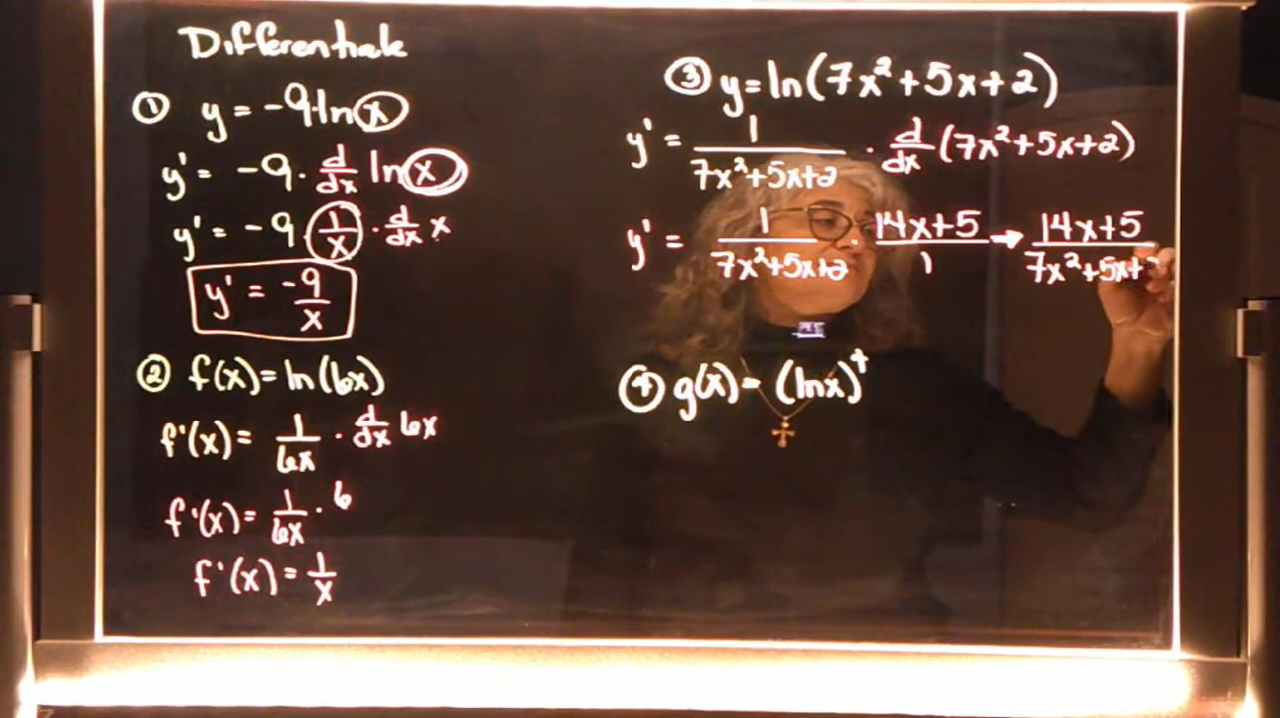 Differentiate
① y = -9 ln x
y' = -9 · d/dx ln x
y' = -9 · 1/x · d/dx x
y' = -9/x
② f(x) = ln(6x)
f'(x) = 1/6x · d/dx 6x
f'(x) = 1/6x · 6
f'(x) = 1/x
③ y = ln(7x²+5x+2)
y' = 1/7x²+5x+2 · d/dx (7x²+5x+2)
y' = 1/7x²+5x+2 · 14x+5/1 → 14x+5/7x²+5x+
④ g(x) = (lnx)⁴